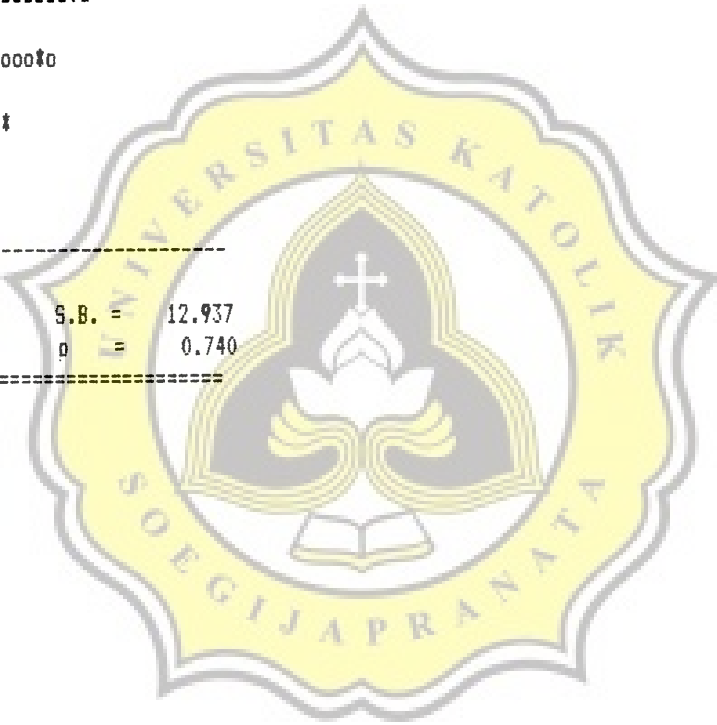 ooo*o
*
--------------------------
S.B. = 12.937
p = 0.740
==========================
UNIVERSITAS KATOLIK
SOEGIJAPRANATA